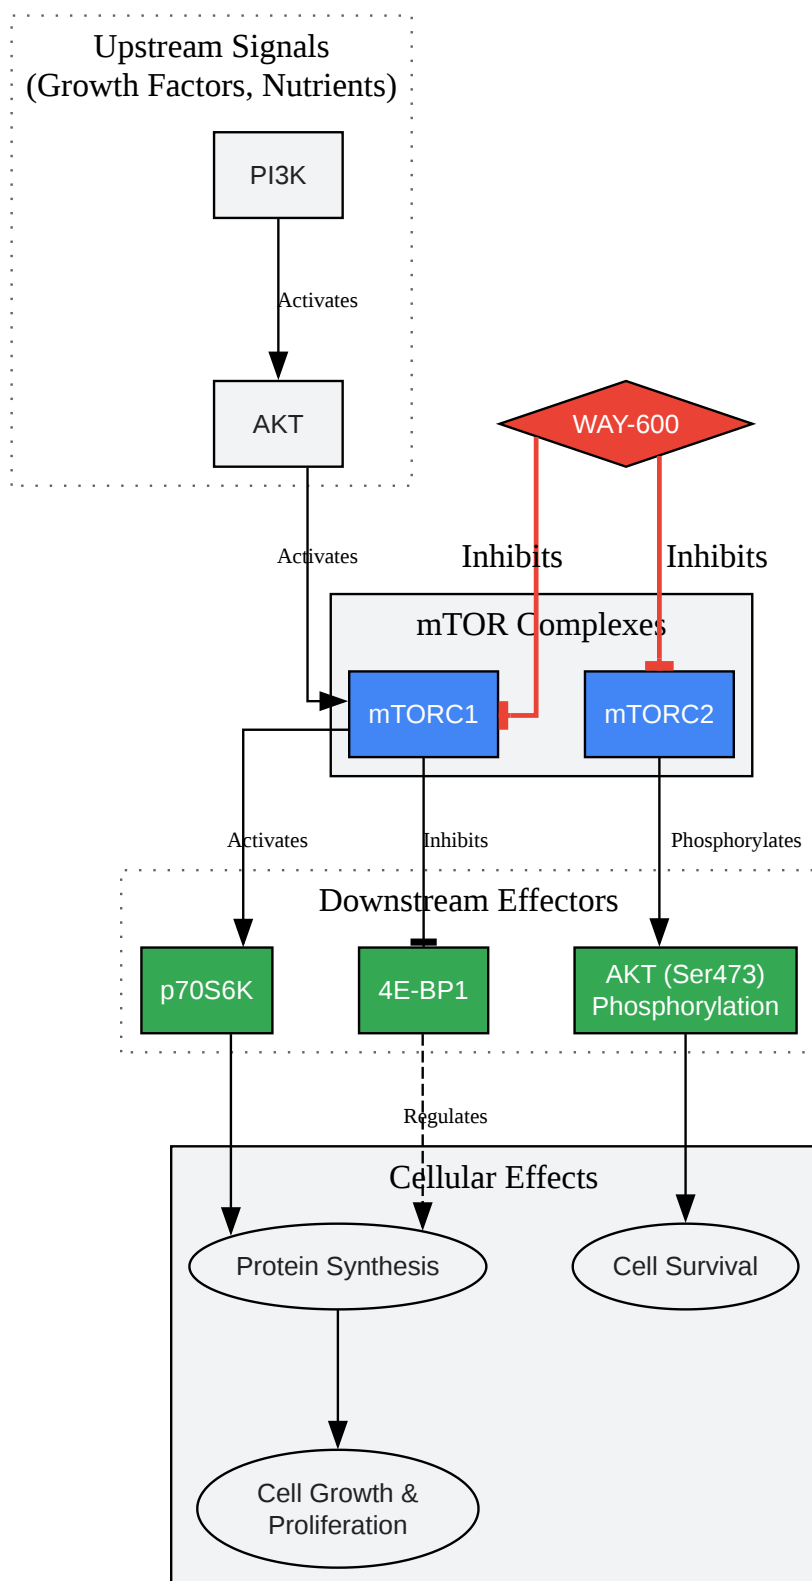 Upstream Signals
(Growth Factors, Nutrients)
PI3K
Activates
AKT
WAY-600
Activates
Inhibits
Inhibits
mTOR Complexes
mTORC1
mTORC2
Activates
Inhibits
Phosphorylates
Downstream Effectors
p70S6K
4E-BP1
AKT (Ser473)
Phosphorylation
Regulates
Cellular Effects
Protein Synthesis
Cell Survival
Cell Growth &
Proliferation